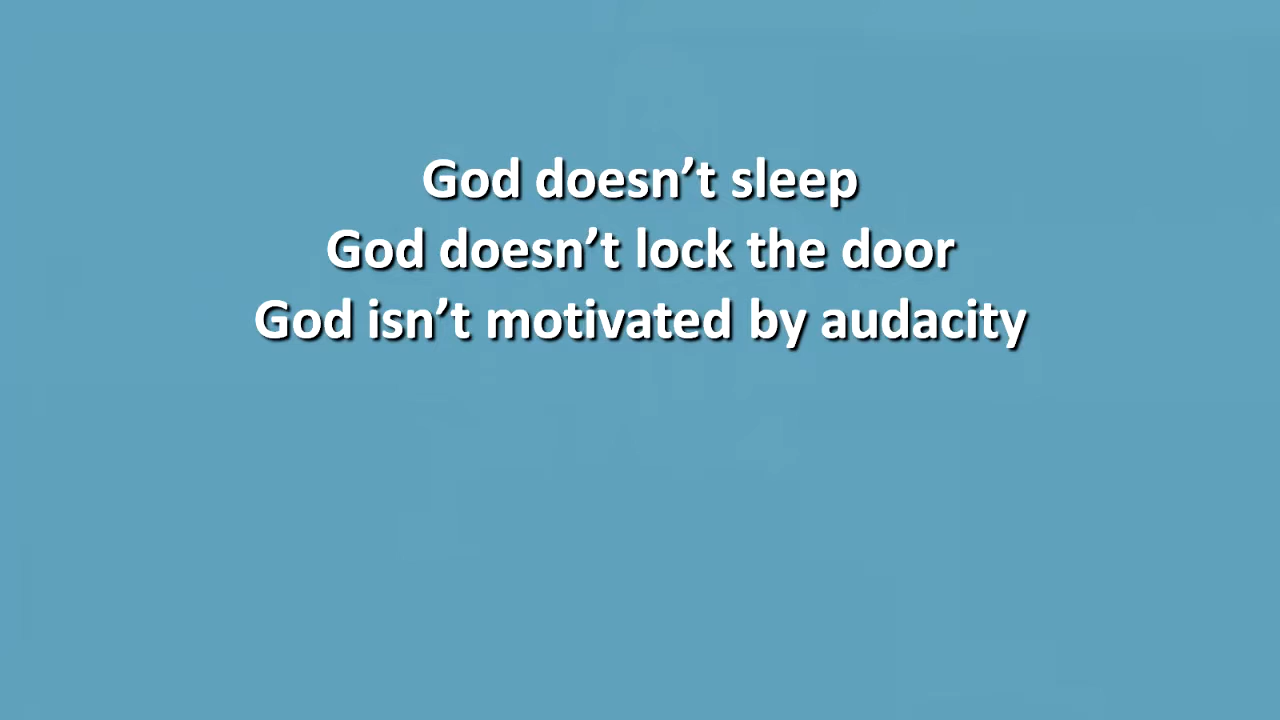 God doesn’t sleep
God doesn’t lock the door
God isn’t motivated by audacity